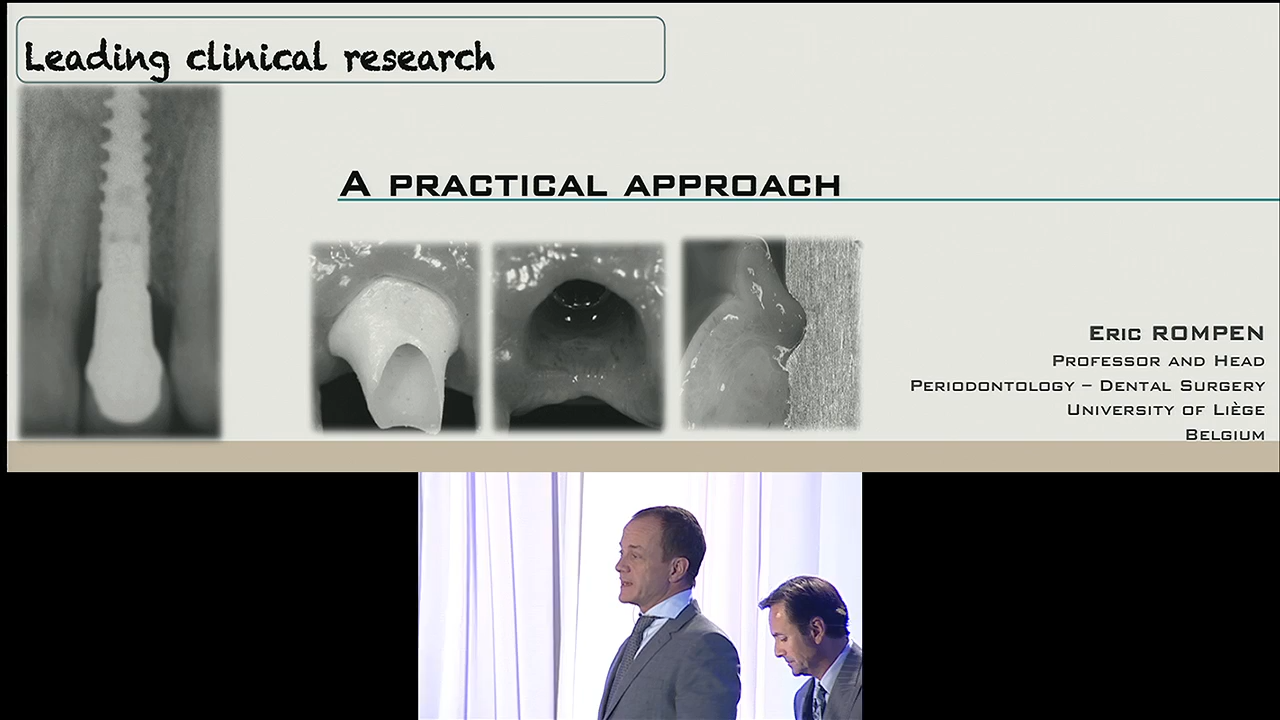 Leading clinical research
A PRACTICAL APPROACH
ERIC ROMPEN
PROFESSOR AND HEAD
PERIODONTOLOGY – DENTAL SURGERY
UNIVERSITY OF LIÈGE
BELGIUM